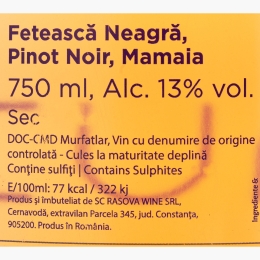 Fetească Neagră,
Pinot Noir, Mamaia
750 ml, Alc. 13% vol.
Sec
DOC-CMD Murfatlar, Vin cu denumire de origine
controlată - Cules la maturitate deplină
Conține sulfiți | Contains Sulphites
E/100ml: 77 kcal / 322 kj
Produs și îmbuteliat de SC RASOVA WINE SRL,
Cernavodă, extravilan Parcela 345, jud. Constanța,
905200. Produs în România.
Ingrediente &